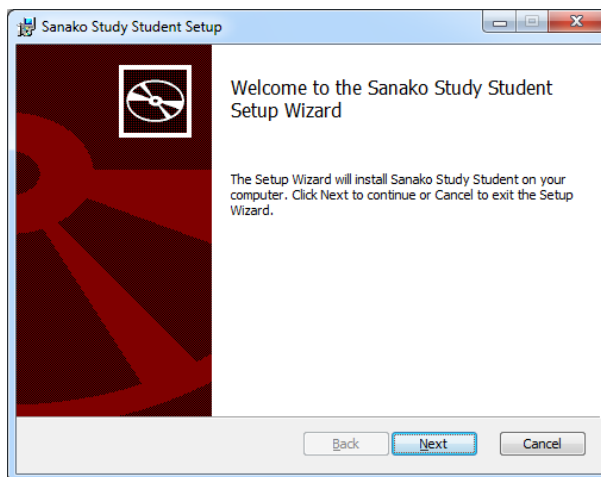 Sanako Study Student Setup
Welcome to the Sanako Study Student
Setup Wizard
The Setup Wizard will install Sanako Study Student on your
computer. Click Next to continue or Cancel to exit the Setup
Wizard.
Back Next Cancel